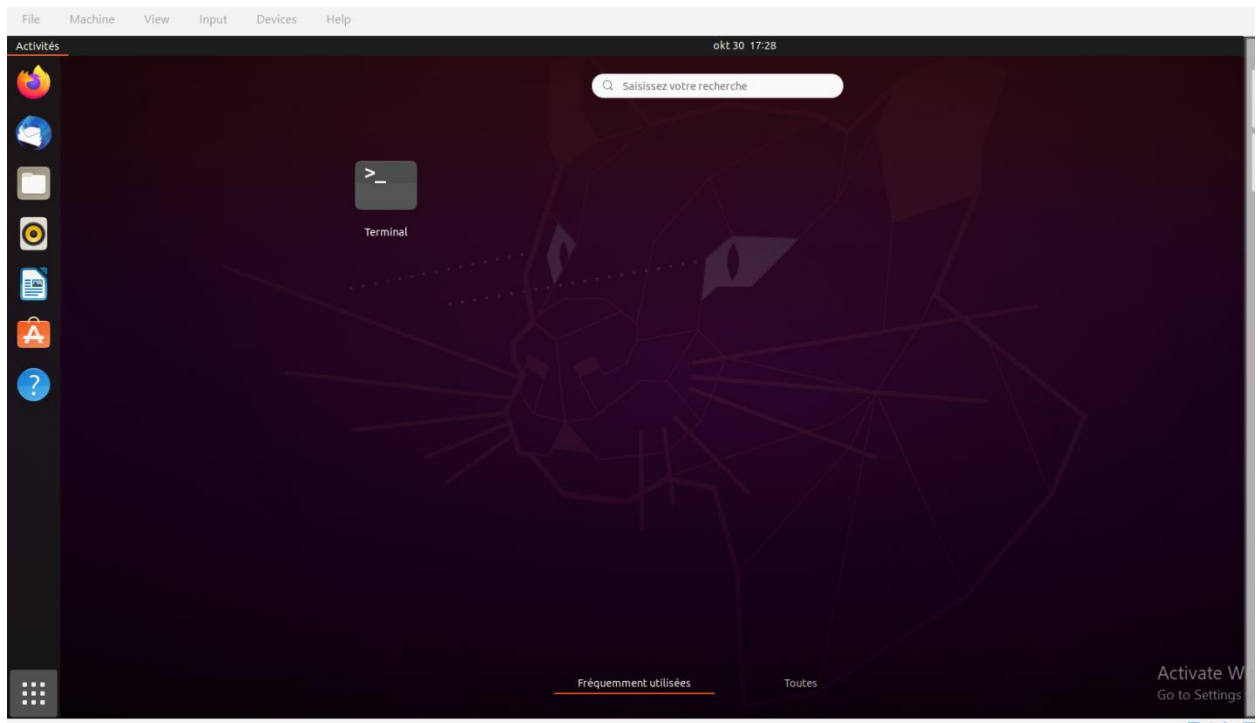 File Machine View Input Devices Help
Activités okt 30 17:28
Saisissez votre recherche
>_
Terminal
Fréquemment utilisées Toutes
Activate W
Go to Settings